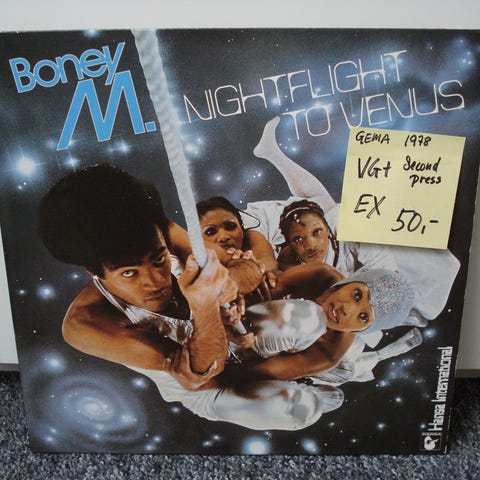 Boney
M.
NIGHTFLIGHT
TO VENUS
GEMA 1978
VG+ Second
press
EX 50,-
Hansa International